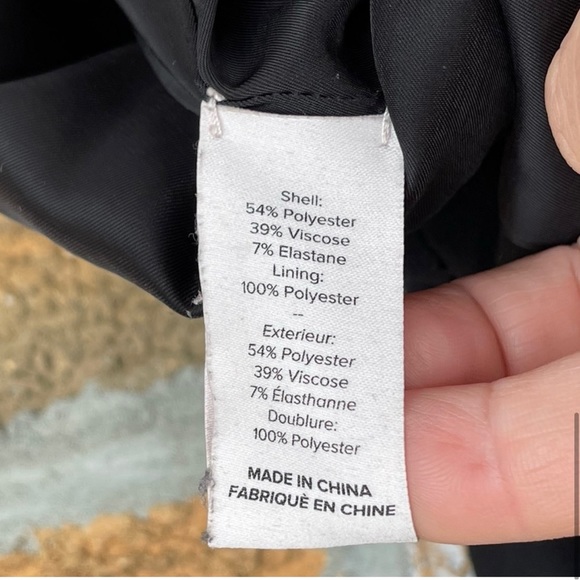 Shell:
54% Polyester
39% Viscose
7% Elastane
Lining:
100% Polyester
--
Exterieur:
54% Polyester
39% Viscose
7% Élasthanne
Doublure:
100% Polyester
MADE IN CHINA
FABRIQUÈ EN CHINE